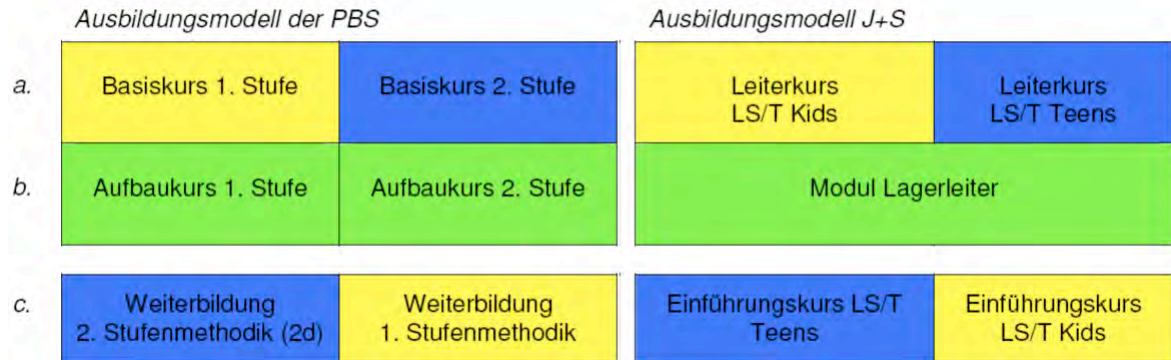 Ausbildungsmodell der PBS Ausbildungsmodell J+S
a. Basiskurs 1. Stufe Basiskurs 2. Stufe Leiterkurs Leiterkurs
LS/T Kids LS/T Teens
b. Aufbaukurs 1. Stufe Aufbaukurs 2. Stufe Modul Lagerleiter
c. Weiterbildung Weiterbildung Einführungskurs LS/T Einführungskurs
2. Stufenmethodik (2d) 1. Stufenmethodik Teens LS/T Kids